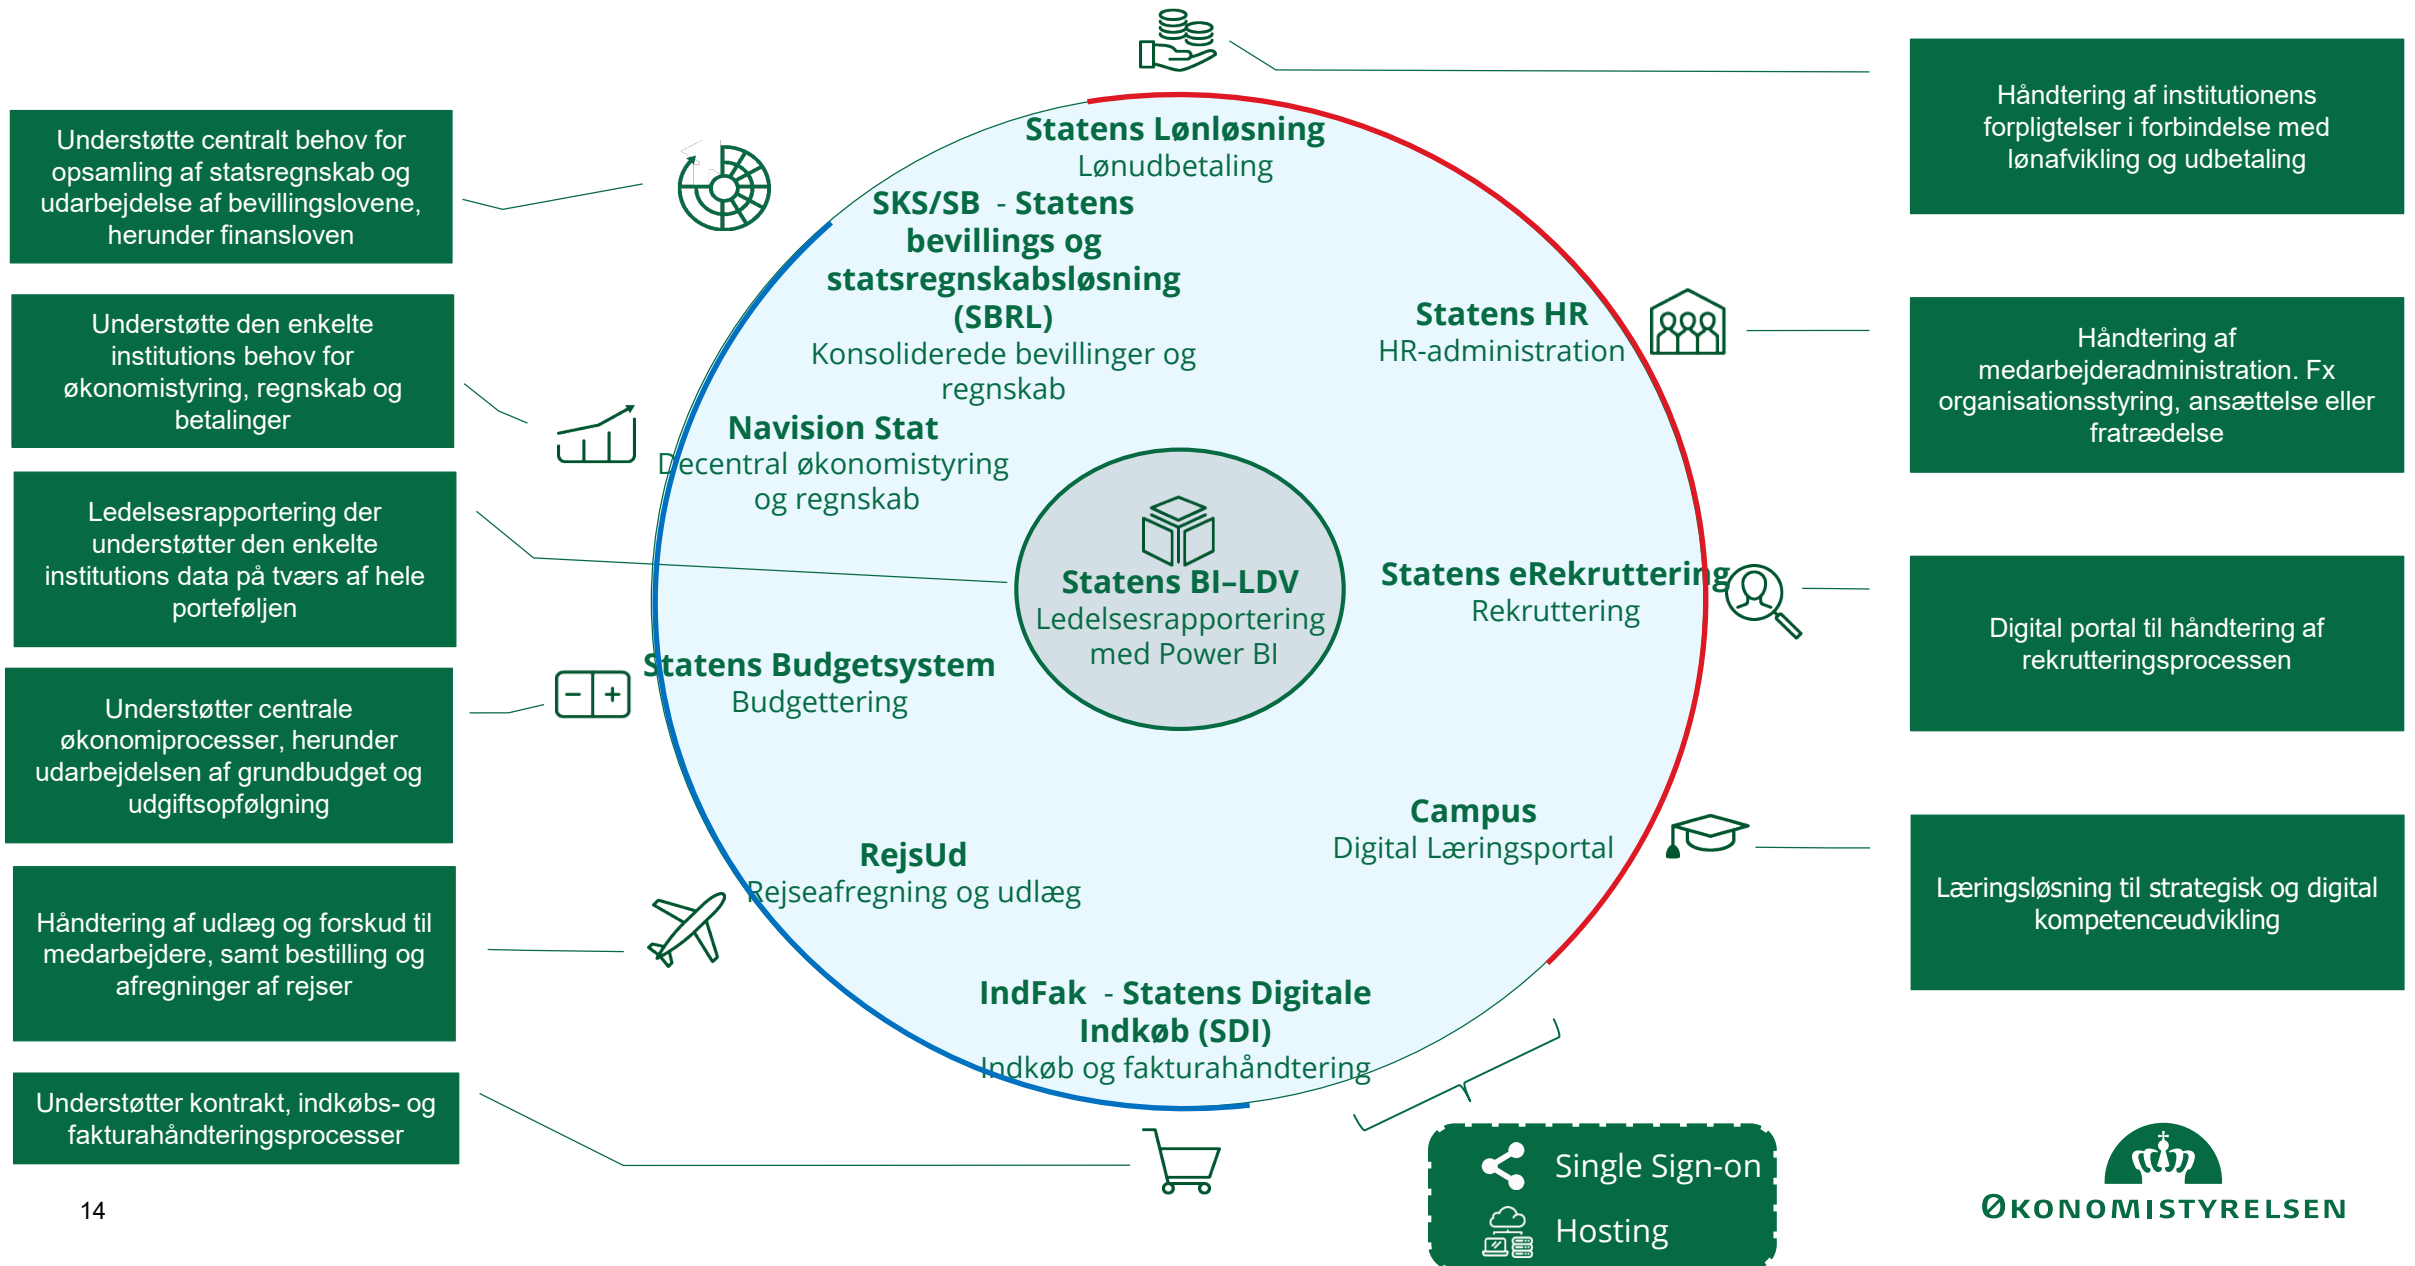 Understøtte centralt behov for
opsamling af statsregnskab og
udarbejdelse af bevillingslovene,
herunder finansloven
Understøtte den enkelte
institutions behov for
økonomistyring, regnskab og
betalinger
Ledelsesrapportering der
understøtter den enkelte
institutions data på tværs af hele
porteføljen
Understøtter centrale
økonomiprocesser, herunder
udarbejdelsen af grundbudget og
udgiftsopfølgning
Håndtering af udlæg og forskud til
medarbejdere, samt bestilling og
afregninger af rejser
Understøtter kontrakt, indkøbs- og
fakturahåndteringsprocesser
14
Statens Lønløsning
Lønudbetaling
SKS/SB - Statens
bevillings og
statsregnskabsløsning
(SBRL)
Konsoliderede bevillinger og
regnskab
Navision Stat
Decentral økonomistyring
og regnskab
Statens BI–LDV
Ledelsesrapportering
med Power BI
Statens Budgetsystem
Budgettering
RejsUd
Rejseafregning og udlæg
IndFak - Statens Digitale
Indkøb (SDI)
Indkøb og fakturahåndtering
Statens HR
HR-administration
Statens eRekruttering
Rekruttering
Campus
Digital Læringsportal
Håndtering af institutionens
forpligtelser i forbindelse med
lønafvikling og udbetaling
Håndtering af
medarbejderadministration. Fx
organisationsstyring, ansættelse eller
fratrædelse
Digital portal til håndtering af
rekrutteringsprocessen
Læringsløsning til strategisk og digital
kompetenceudvikling
Single Sign-on
Hosting
ØKONOMISTYRELSEN